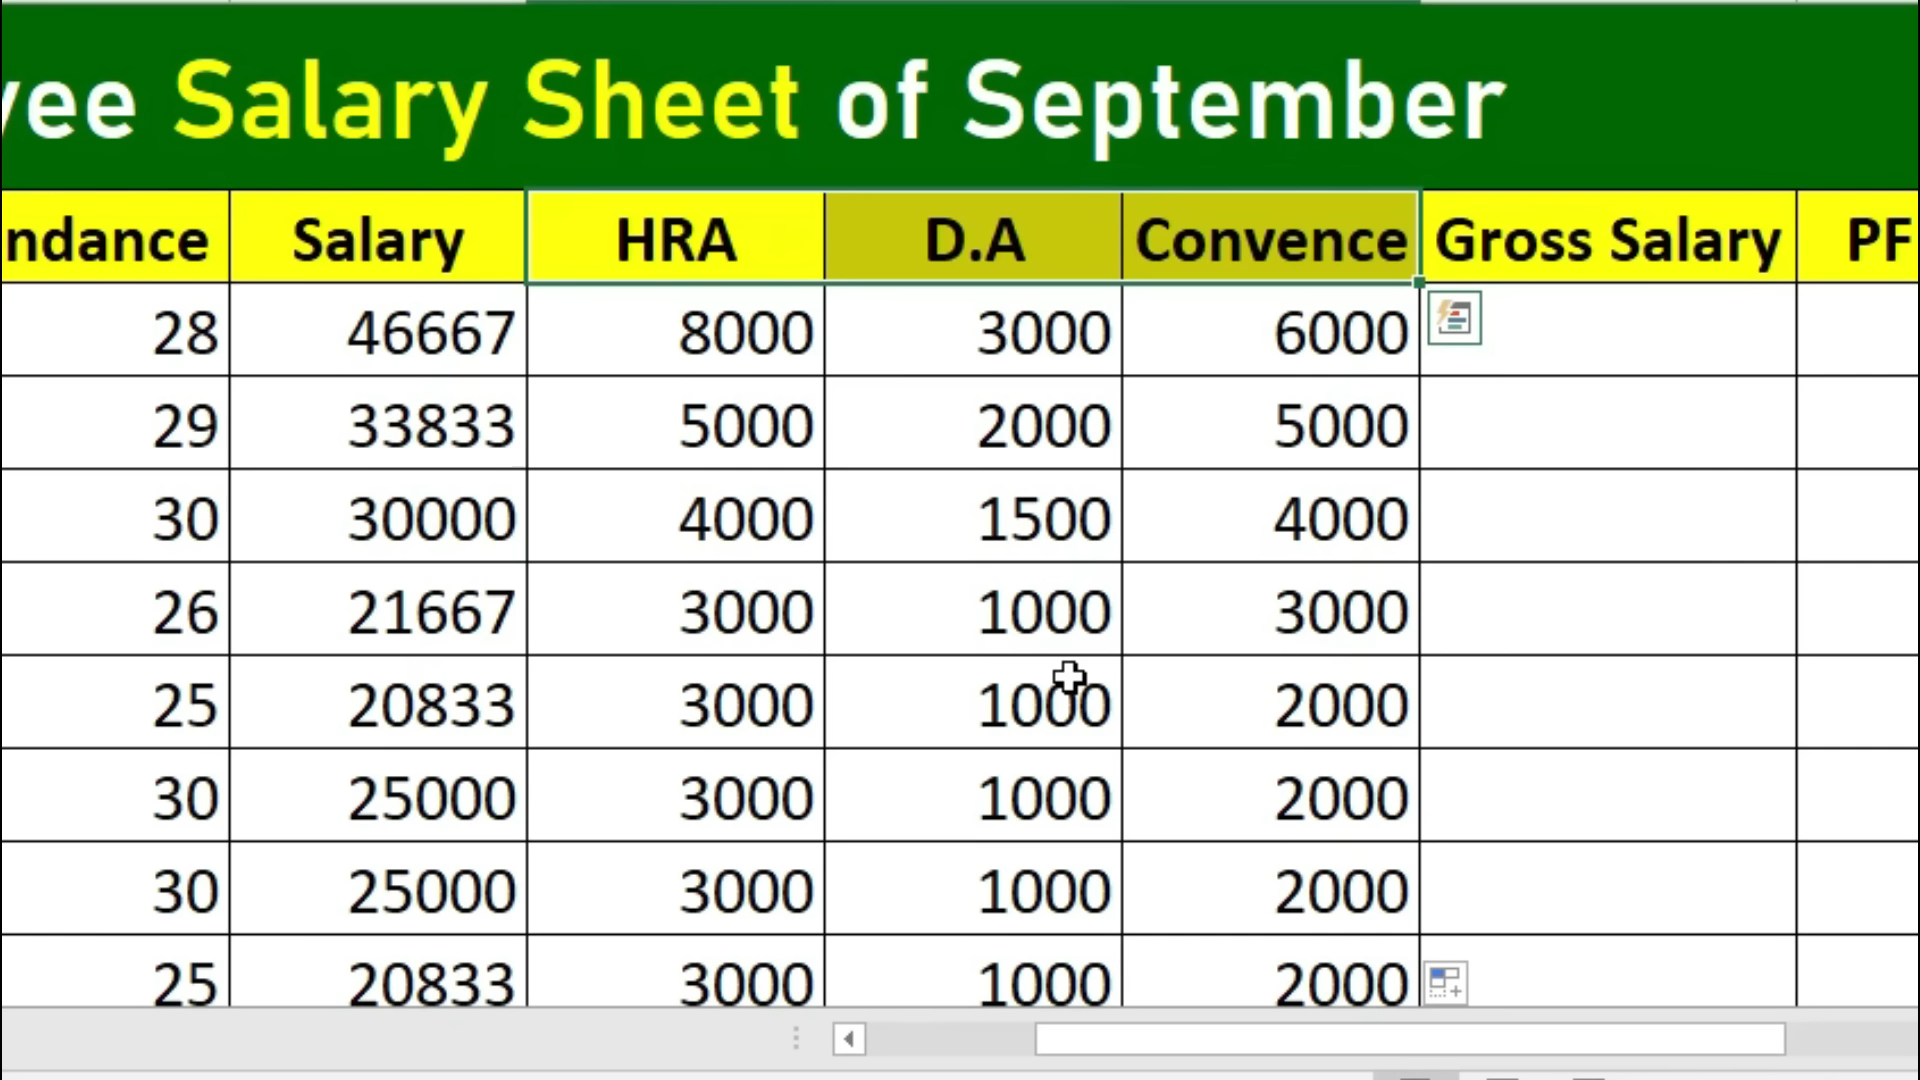 yee Salary Sheet of September
ndance Salary HRA D.A Convence Gross Salary PF
28 46667 8000 3000 6000
29 33833 5000 2000 5000
30 30000 4000 1500 4000
26 21667 3000 1000 3000
25 20833 3000 1000 2000
30 25000 3000 1000 2000
30 25000 3000 1000 2000
25 20833 3000 1000 2000